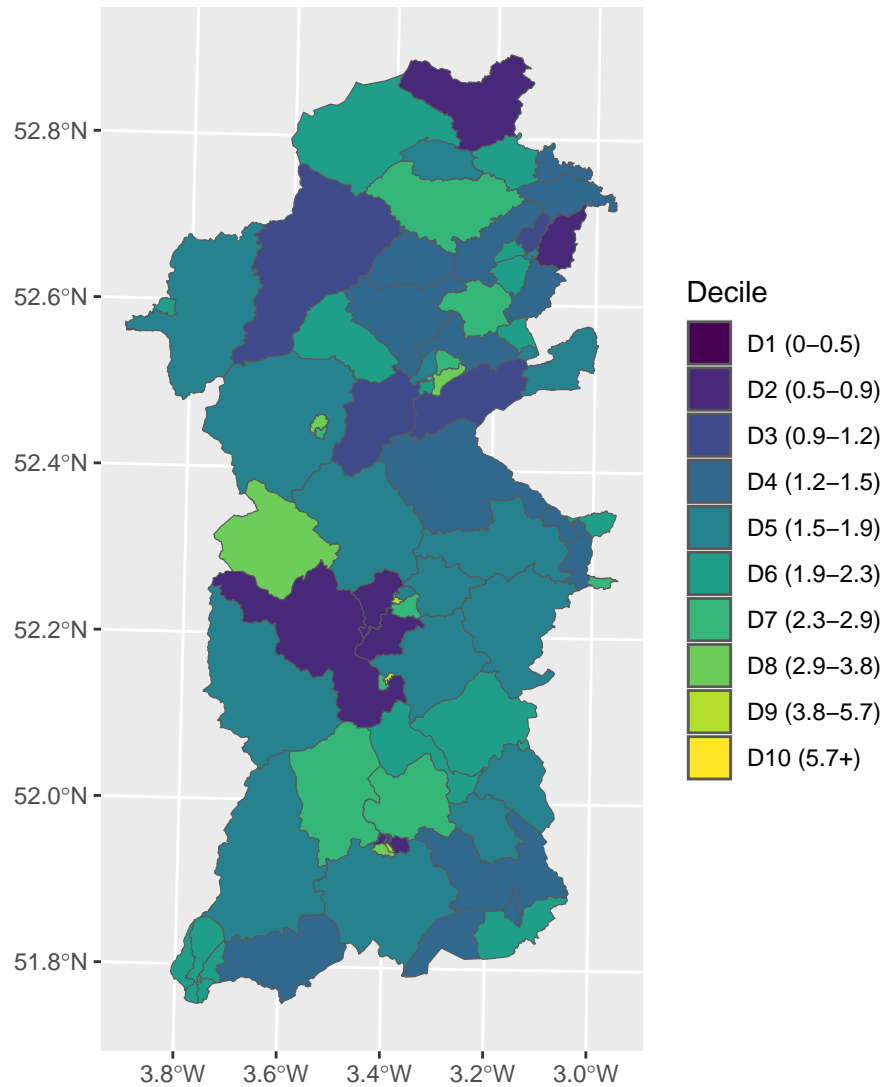 52.8°N
52.6°N
52.4°N
52.2°N
52.0°N
51.8°N
3.8°W 3.6°W 3.4°W 3.2°W 3.0°W
Decile
D1 (0–0.5)
D2 (0.5–0.9)
D3 (0.9–1.2)
D4 (1.2–1.5)
D5 (1.5–1.9)
D6 (1.9–2.3)
D7 (2.3–2.9)
D8 (2.9–3.8)
D9 (3.8–5.7)
D10 (5.7+)